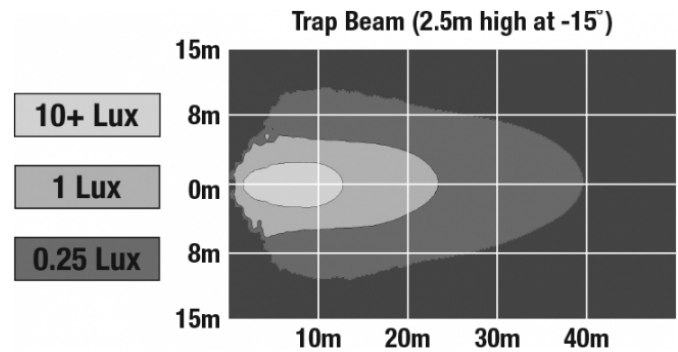 Trap Beam (2.5m high at -15°)
15m
10+ Lux
8m
1 Lux
0m
0.25 Lux
8m
15m
10m 20m 30m 40m